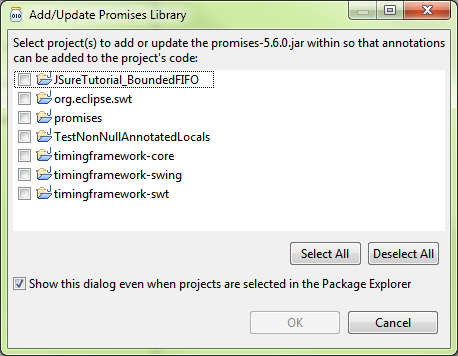 Add/Update Promises Library
Select project(s) to add or update the promises-5.6.0.jar within so that annotations
can be added to the project's code:
JSureTutorial_BoundedFIFO
org.eclipse.swt
promises
TestNonNullAnnotatedLocals
timingframework-core
timingframework-swing
timingframework-swt
Select All Deselect All
Show this dialog even when projects are selected in the Package Explorer
OK Cancel